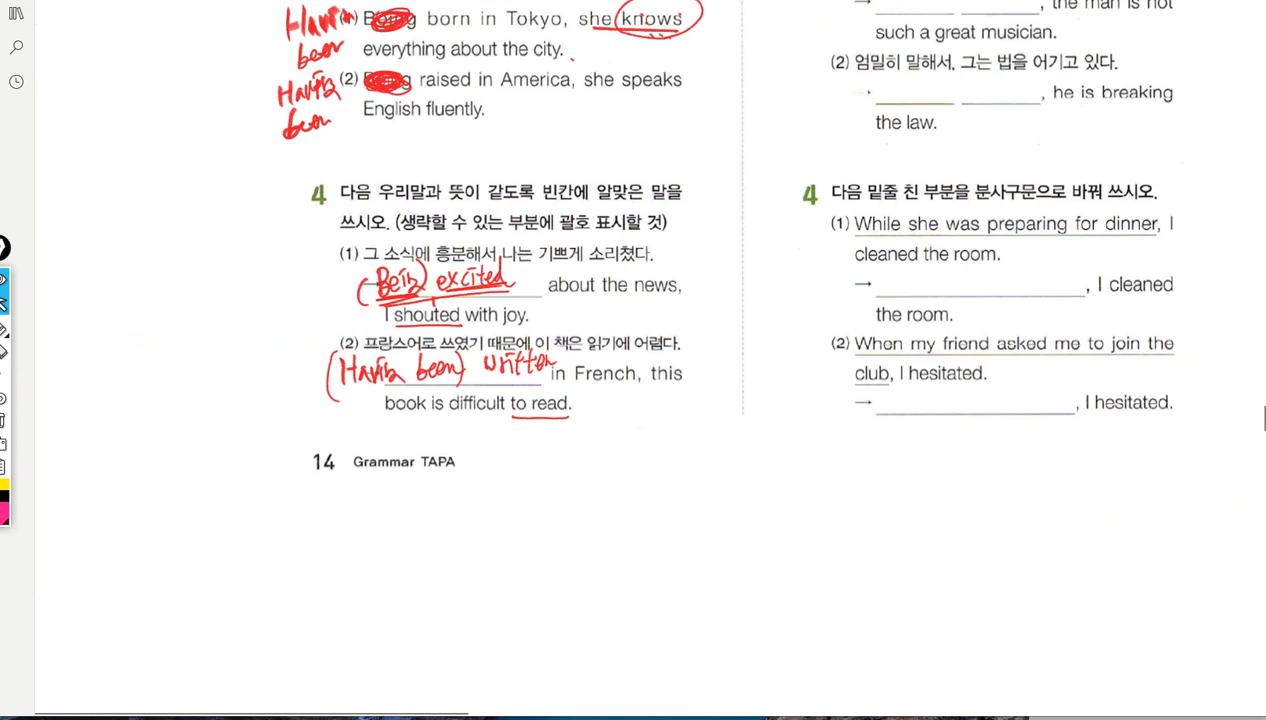 Having (1) Being born in Tokyo, she knows
been everything about the city.
Having (2) Being raised in America, she speaks
been English fluently.
4 다음 우리말과 뜻이 같도록 빈칸에 알맞은 말을
쓰시오. (생략할 수 있는 부분에 괄호 표시할 것)
(1) 그 소식에 흥분해서 나는 기쁘게 소리쳤다.
→ (Being) excited about the news,
I shouted with joy.
(2) 프랑스어로 쓰였기 때문에, 이 책은 읽기에 어렵다.
(Having been) written in French, this
book is difficult to read.
14 Grammar TAPA
→ , the man is not
such a great musician.
(2) 엄밀히 말해서, 그는 법을 어기고 있다.
→ , he is breaking
the law.
4 다음 밑줄 친 부분을 분사구문으로 바꿔 쓰시오.
(1) While she was preparing for dinner, I
cleaned the room.
→ , I cleaned
the room.
(2) When my friend asked me to join the
club, I hesitated.
→ , I hesitated.